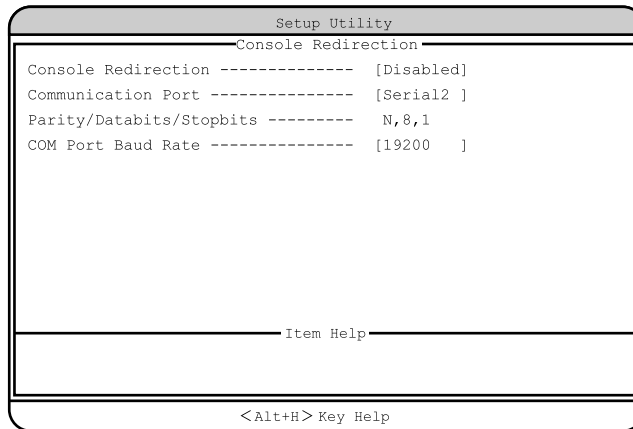 Setup Utility
Console Redirection
Console Redirection -------------- [Disabled]
Communication Port --------------- [Serial2 ]
Parity/Databits/Stopbits --------- N,8,1
COM Port Baud Rate --------------- [19200 ]
Item Help
<Alt+H> Key Help